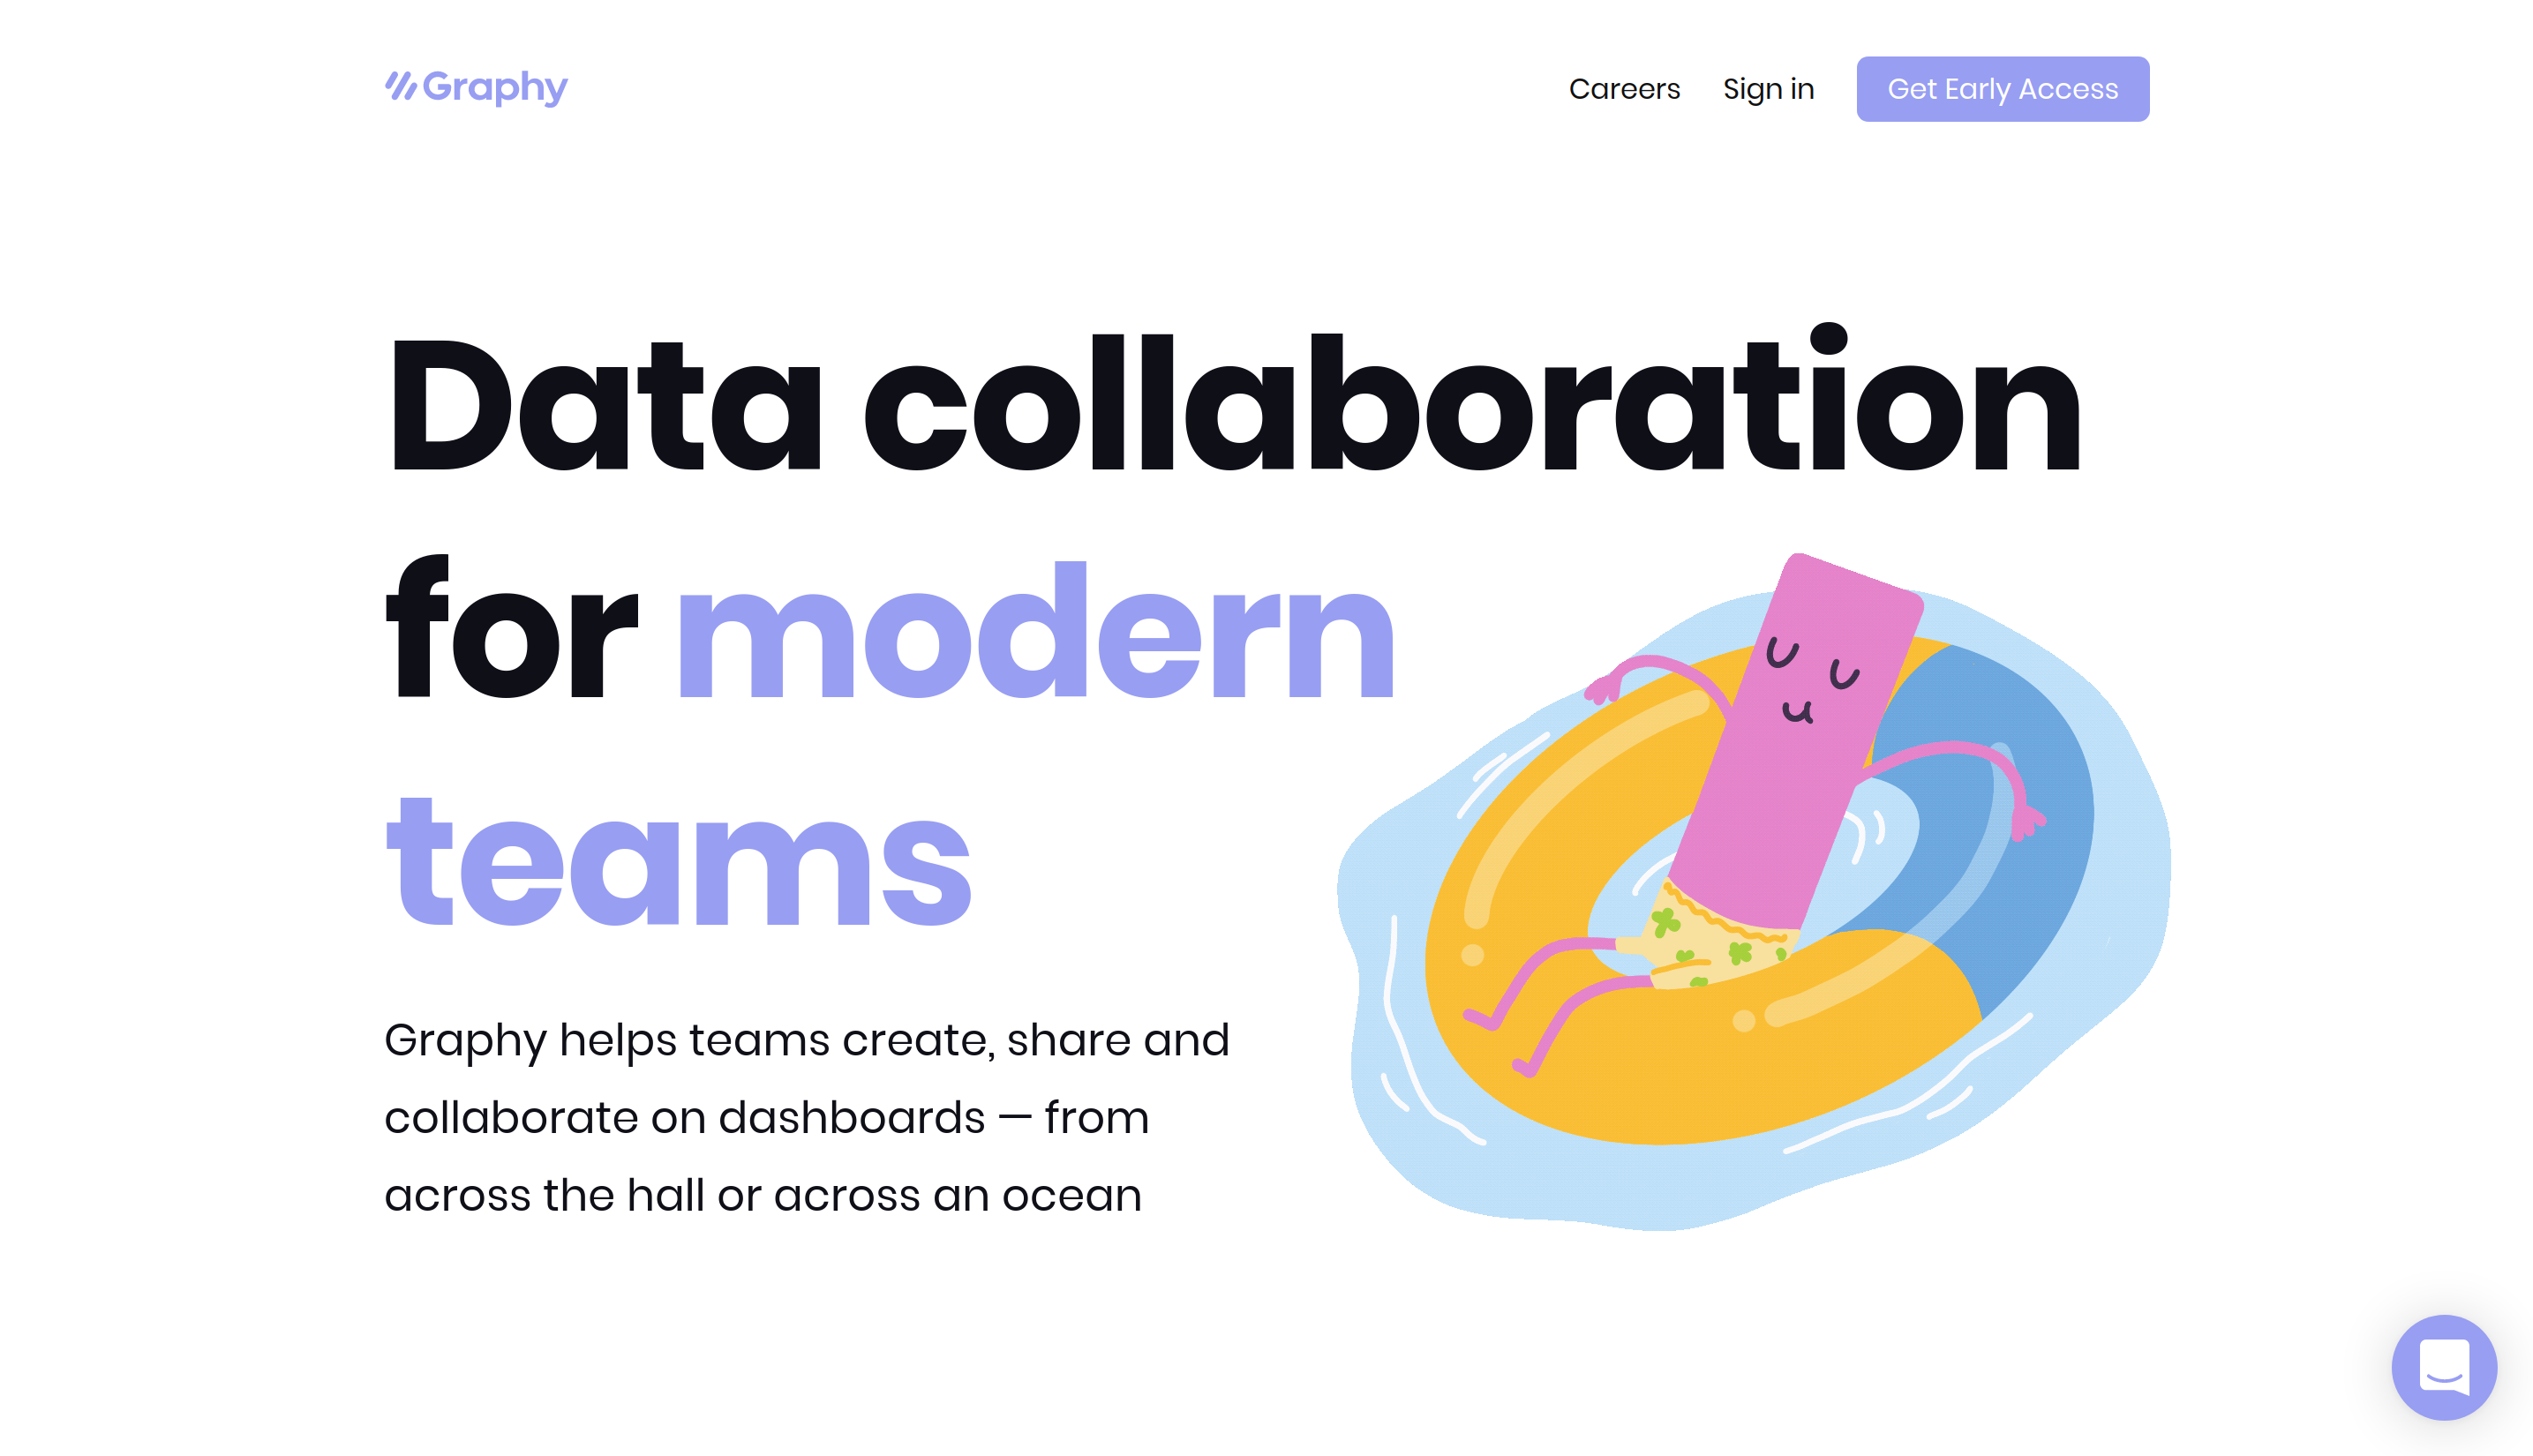 Graphy
Careers
Sign in
Get Early Access
Data collaboration
for modern
teams
Graphy helps teams create, share and
collaborate on dashboards — from
across the hall or across an ocean